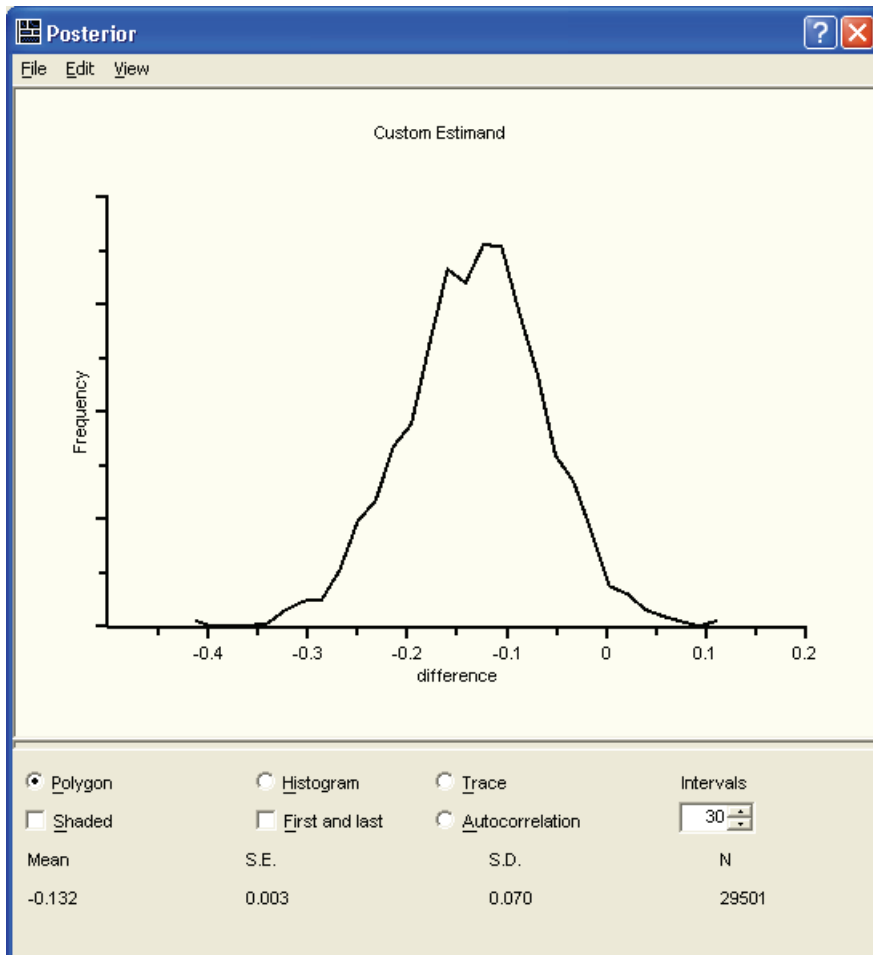 Posterior
File Edit View
Custom Estimand
Frequency
-0.4 -0.3 -0.2 -0.1 0 0.1 0.2
difference
Polygon Histogram Trace Intervals
Shaded First and last Autocorrelation 30
Mean S.E. S.D. N
-0.132 0.003 0.070 29501